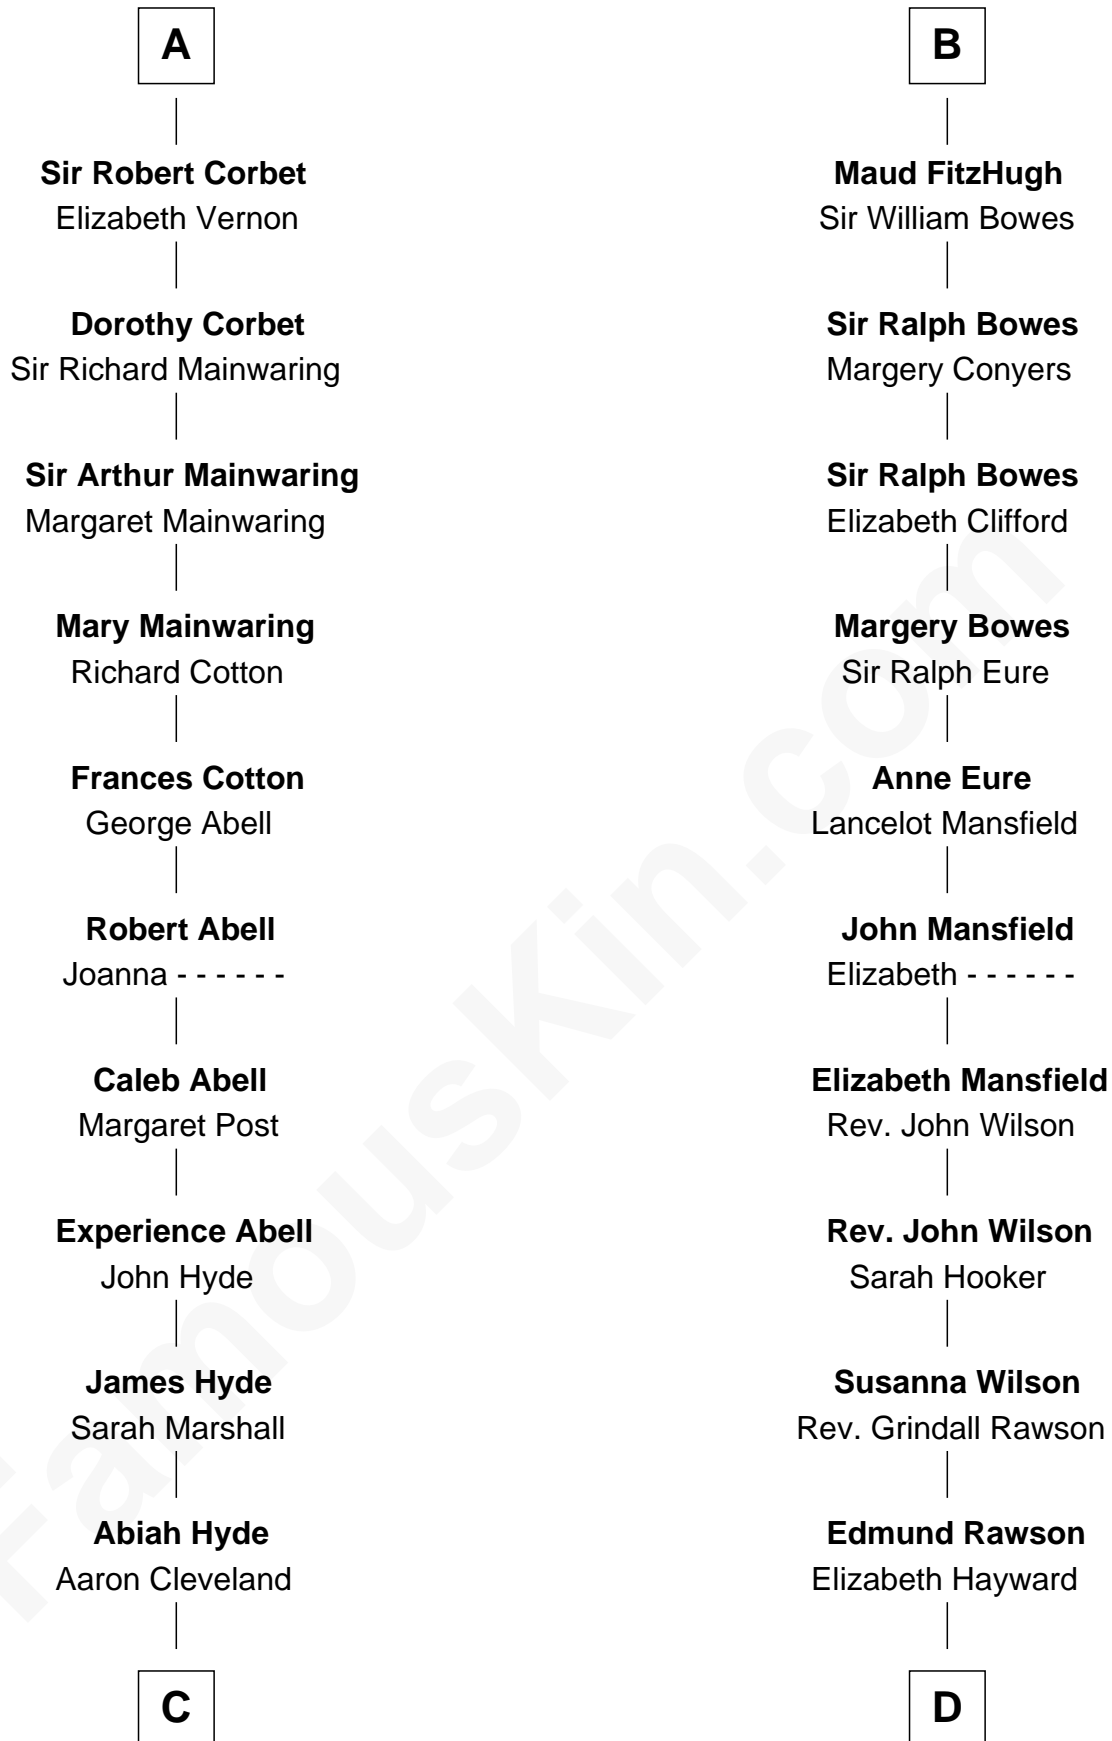 A
Sir Robert Corbet
Elizabeth Vernon
Dorothy Corbet
Sir Richard Mainwaring
Sir Arthur Mainwaring
Margaret Mainwaring
Mary Mainwaring
Richard Cotton
Frances Cotton
George Abell
Robert Abell
Joanna - - - - - -
Caleb Abell
Margaret Post
Experience Abell
John Hyde
James Hyde
Sarah Marshall
Abiah Hyde
Aaron Cleveland
C
B
Maud FitzHugh
Sir William Bowes
Sir Ralph Bowes
Margery Conyers
Sir Ralph Bowes
Elizabeth Clifford
Margery Bowes
Sir Ralph Eure
Anne Eure
Lancelot Mansfield
John Mansfield
Elizabeth - - - - - -
Elizabeth Mansfield
Rev. John Wilson
Rev. John Wilson
Sarah Hooker
Susanna Wilson
Rev. Grindall Rawson
Edmund Rawson
Elizabeth Hayward
D
FamousKin.com